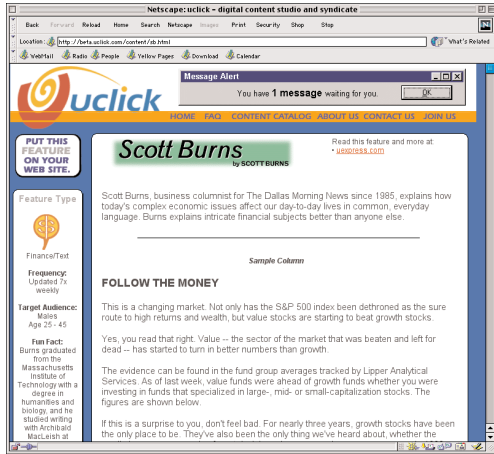 Netscape: uclick - digital content studio and syndicate
Back Forward Reload Home Search Netscape Images Print Security Shop Stop
Location: http://beta.uclick.com/content/sb.html What's Related
WebMail Radio People Yellow Pages Download Calendar
uclick
Message Alert
You have 1 message waiting for you.
OK
HOME FAQ CONTENT CATALOG ABOUT US CONTACT US JOIN US
PUT THIS
FEATURE
ON YOUR
WEB SITE.
Feature Type
Finance/Text
Frequency:
Updated 7x
weekly
Target Audience:
Males
Age 25 - 45
Fun Fact:
Burns graduated
from the
Massachusetts
Institute of
Technology with a
degree in
humanities and
biology, and he
studied writing
with Archibald
MacLeish at
Scott Burns
by SCOTT BURNS
Read this feature and more at:
• uexpress.com
Scott Burns, business columnist for The Dallas Morning News since 1985, explains how
today's complex economic issues affect our day-to-day lives in common, everyday
language. Burns explains intricate financial subjects better than anyone else.
Sample Column
FOLLOW THE MONEY
This is a changing market. Not only has the S&P 500 index been dethroned as the sure
route to high returns and wealth, but value stocks are starting to beat growth stocks.
Yes, you read that right. Value -- the sector of the market that was beaten and left for
dead -- has started to turn in better numbers than growth.
The evidence can be found in the fund group averages tracked by Lipper Analytical
Services. As of last week, value funds were ahead of growth funds whether you were
investing in funds that specialized in large-, mid- or small-capitalization stocks. The
figures are shown below.
If this is a surprise to you, don't feel bad. For nearly three years, growth stocks have been
the only place to be. They've also been the only thing we've heard about, whether the